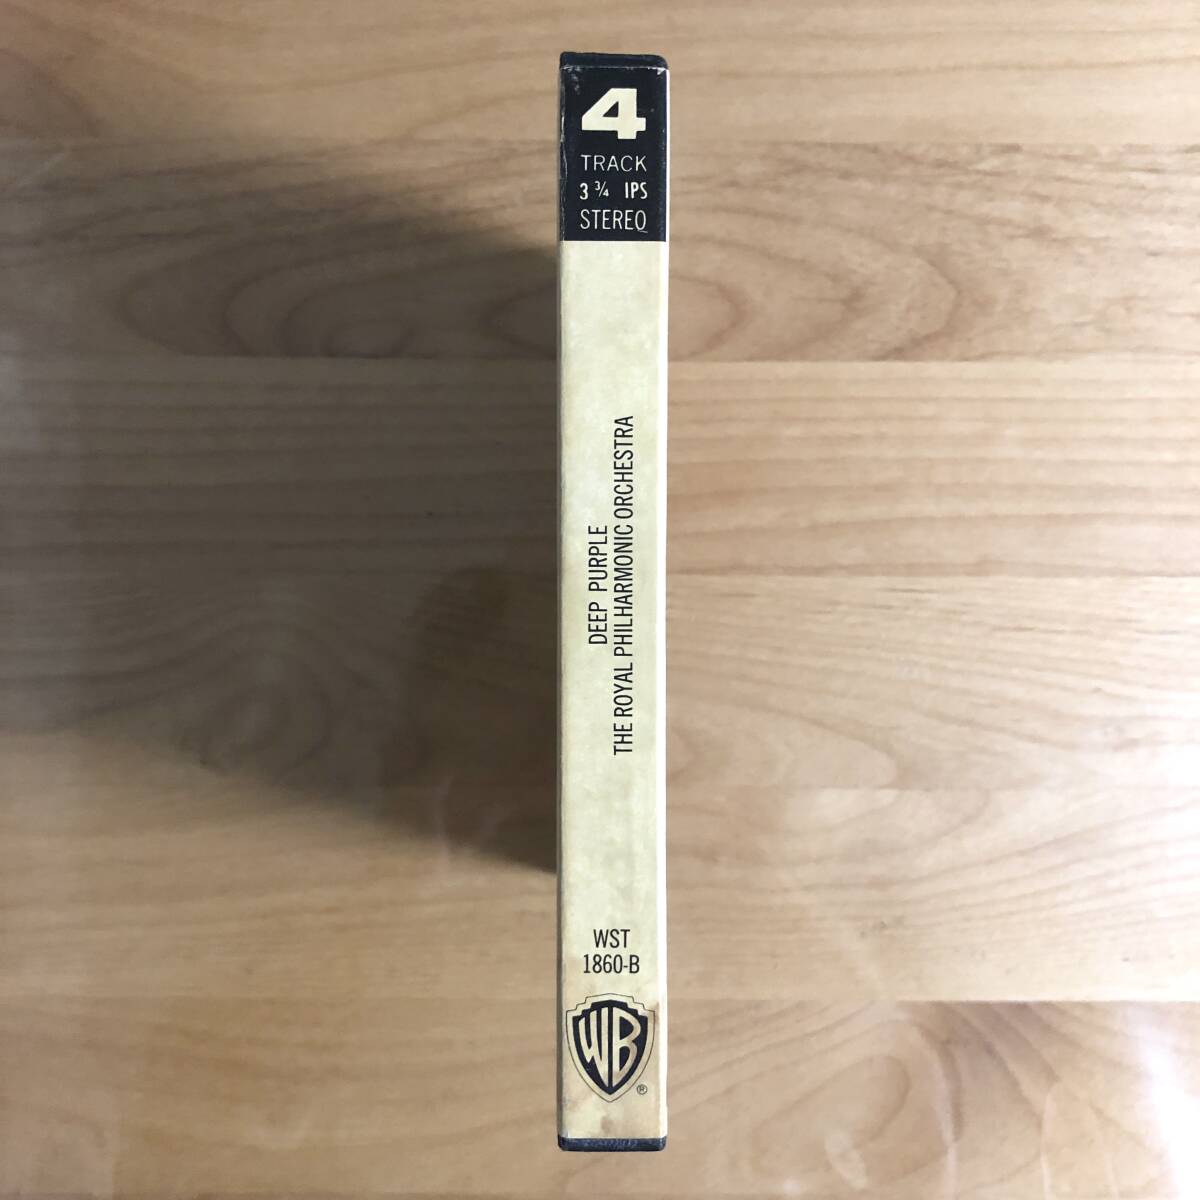 4
TRACK
3 ¾ IPS
STEREO
DEEP PURPLE
THE ROYAL PHILHARMONIC ORCHESTRA
WST
1860-B
WB
®